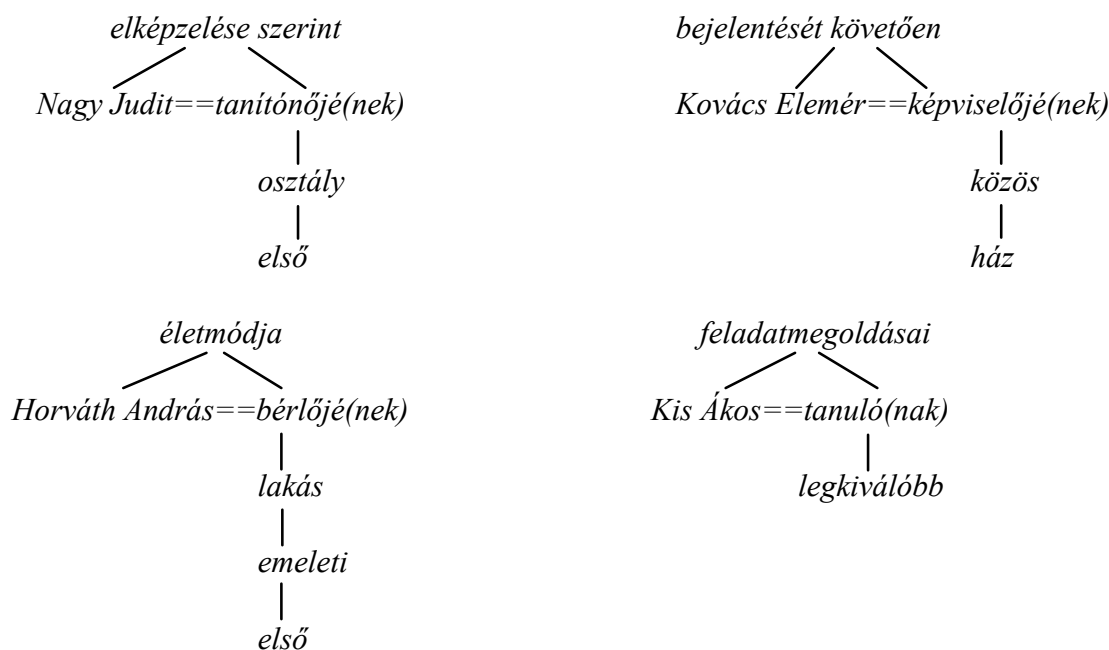 elképzelése szerint
Nagy Judit==tanítónőjé(nek)
osztály
első
bejelentését követően
Kovács Elemér==képviselőjé(nek)
közös
ház
életmódja
Horváth András==bérlőjé(nek)
lakás
emeleti
első
feladatmegoldásai
Kis Ákos==tanuló(nak)
legkiválóbb